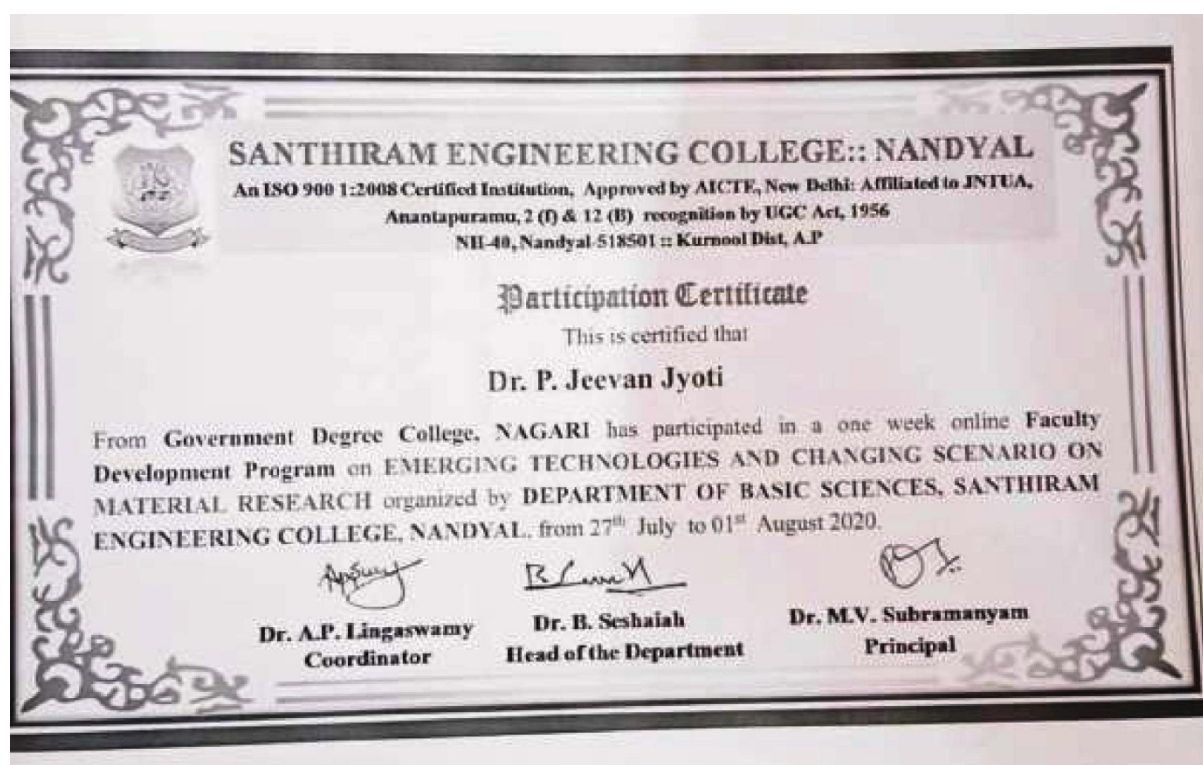 SANTHIRAM ENGINEERING COLLEGE:: NANDYAL
An ISO 900 1:2008 Certified Institution, Approved by AICTE, New Delhi: Affiliated to JNTUA,
Anantapuramu, 2 (f) & 12 (B) recognition by UGC Act, 1956
NH-40, Nandyal-518501 :: Kurnool Dist, A.P
Participation Certificate
This is certified that
Dr. P. Jeevan Jyoti
From Government Degree College, NAGARI has participated in a one week online Faculty
Development Program on EMERGING TECHNOLOGIES AND CHANGING SCENARIO ON
MATERIAL RESEARCH organized by DEPARTMENT OF BASIC SCIENCES, SANTHIRAM
ENGINEERING COLLEGE, NANDYAL, from 27th July to 01st August 2020.
Dr. A.P. Lingaswamy Dr. B. Seshaiah Dr. M.V. Subramanyam
Coordinator Head of the Department Principal